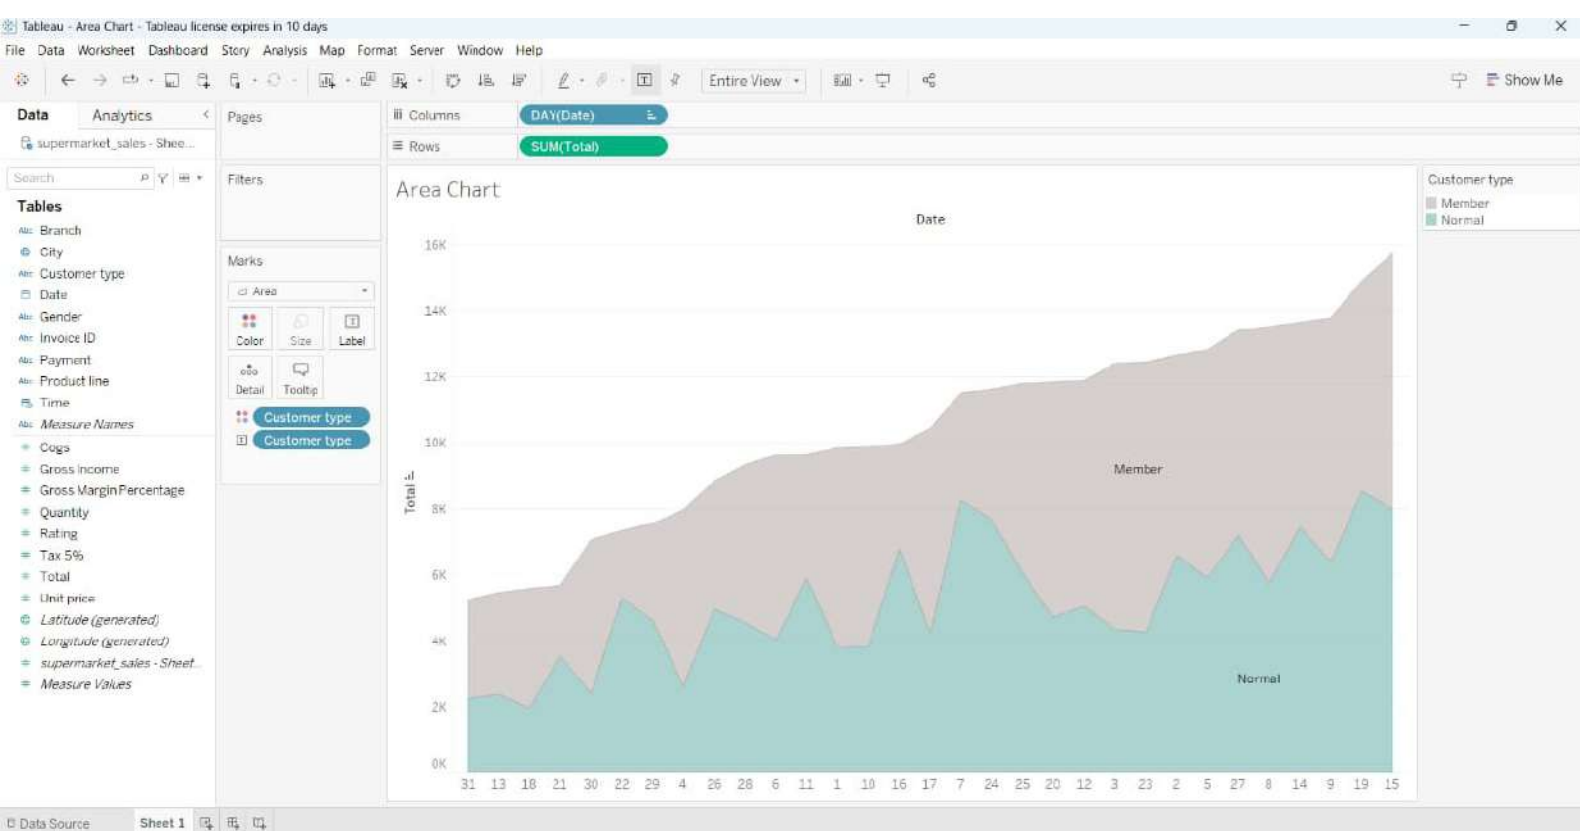 Tableau - Area Chart - Tableau license expires in 10 days
File Data Worksheet Dashboard Story Analysis Map Format Server Window Help
Entire View
Show Me
Data Analytics
supermarket_sales - Shee...
Search
Tables
Abc Branch
City
Abc Customer type
Date
Abc Gender
Abc Invoice ID
Abc Payment
Abc Product line
Time
Abc Measure Names
Cogs
Gross Income
Gross Margin Percentage
Quantity
Rating
Tax 5%
Total
Unit price
Latitude (generated)
Longitude (generated)
supermarket_sales - Sheet...
Measure Values
Pages
Filters
Marks
Area
Color Size Label
Detail Tooltip
Customer type
Customer type
Columns DAY(Date)
Rows SUM(Total)
Area Chart
Date
16K
14K
12K
10K
8K
6K
4K
2K
0K
Total
Member
Normal
31 13 18 21 30 22 29 4 26 28 6 11 1 10 16 17 7 24 25 20 12 3 23 2 5 27 8 14 9 19 15
Customer type
Member
Normal
Data Source Sheet 1